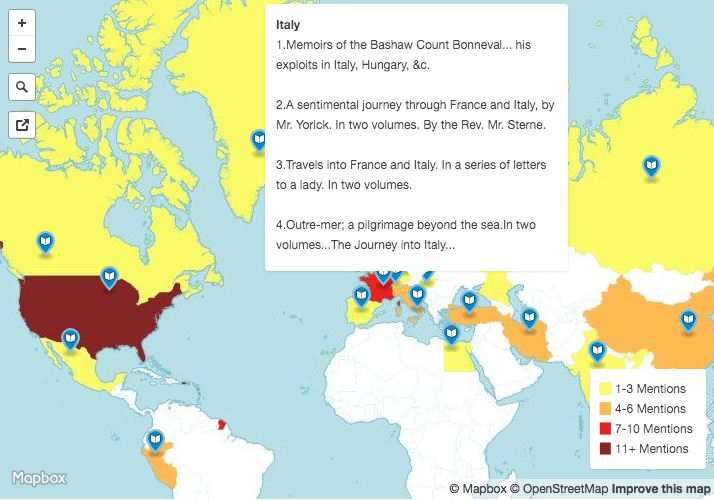 +
−
Italy
1.Memoirs of the Bashaw Count Bonneval... his
exploits in Italy, Hungary, &c.
2.A sentimental journey through France and Italy, by
Mr. Yorick. In two volumes. By the Rev. Mr. Sterne.
3.Travels into France and Italy. In a series of letters
to a lady. In two volumes.
4.Outre-mer; a pilgrimage beyond the sea.In two
volumes...The Journey into Italy...
1-3 Mentions
4-6 Mentions
7-10 Mentions
11+ Mentions
Mapbox
© Mapbox © OpenStreetMap Improve this map